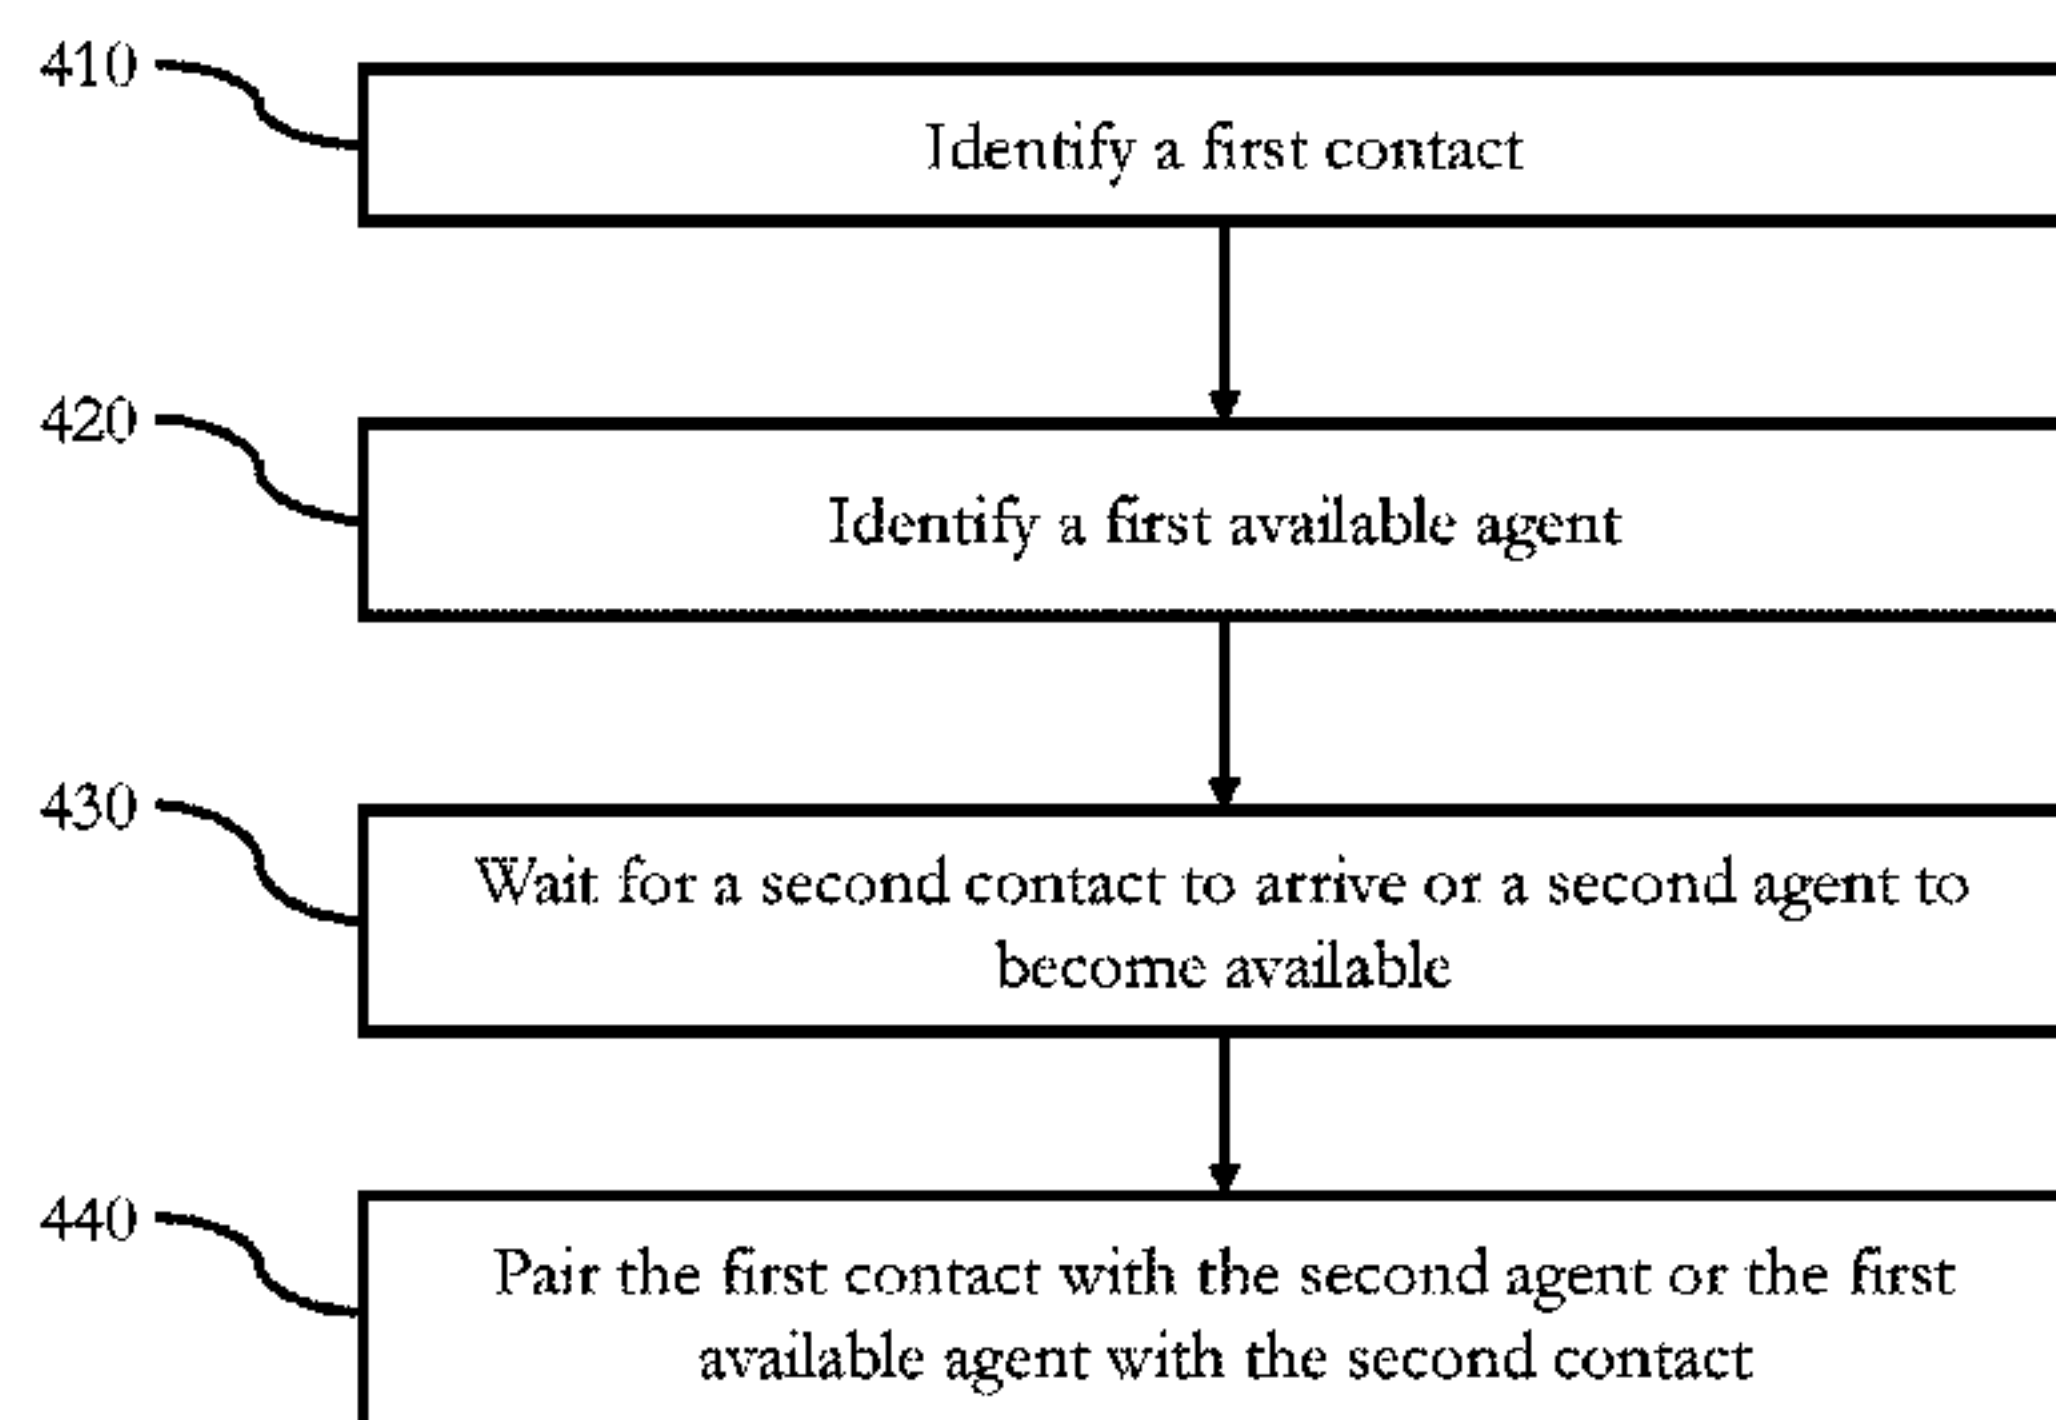 410
Identify a first contact
420
Identify a first available agent
430
Wait for a second contact to arrive or a second agent to
become available
440
Pair the first contact with the second agent or the first
available agent with the second contact